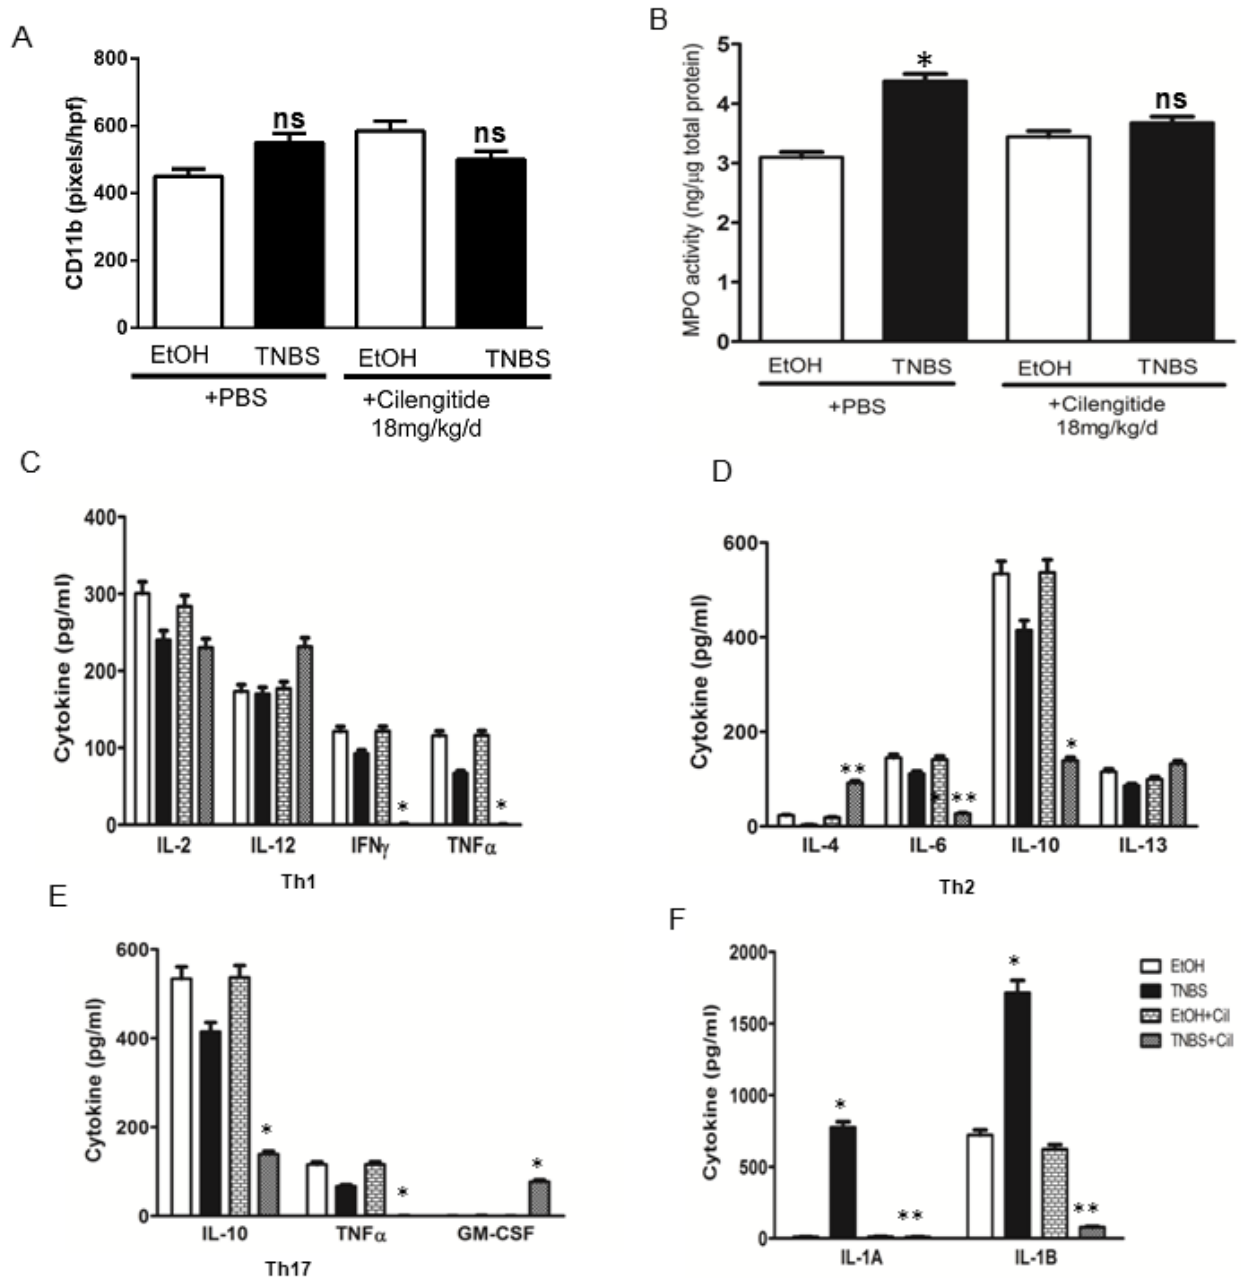 A
CD11b (pixels/hpf)
800
600
400
200
0
ns
ns
EtOH TNBS EtOH TNBS
+PBS +Cilengitide
18mg/kg/d
B
MPO activity (ng/µg total protein)
5
4
3
2
1
0
*
ns
EtOH TNBS EtOH TNBS
+PBS +Cilengitide
18mg/kg/d
C
Cytokine (pg/ml)
400
300
200
100
0
* *
IL-2 IL-12 IFNγ TNFα
Th1
D
Cytokine (pg/ml)
600
400
200
0
** * ** *
IL-4 IL-6 IL-10 IL-13
Th2
E
Cytokine (pg/ml)
600
400
200
0
* * *
IL-10 TNFα GM-CSF
Th17
F
Cytokine (pg/ml)
2000
1500
1000
500
0
* ** * **
IL-1A IL-1B
EtOH
TNBS
EtOH+Cil
TNBS+Cil